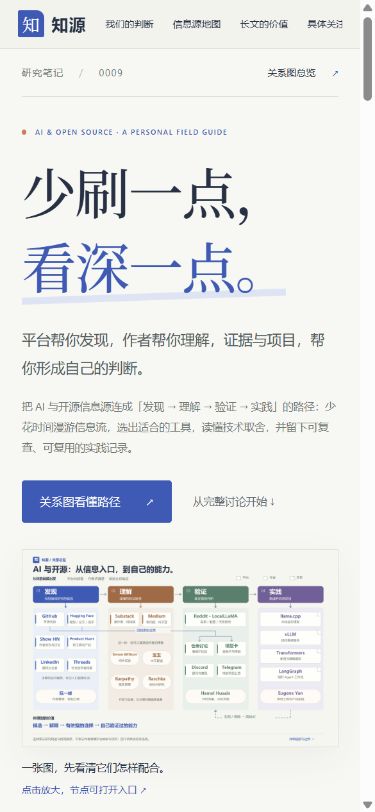 知 知源 我们的判断 信息源地图 长文的价值 具体关注
研究笔记 / 0009 关系图总览 ↗
AI & OPEN SOURCE · A PERSONAL FIELD GUIDE
少刷一点，
看深一点。
平台帮你发现，作者帮你理解，证据与项目，帮
你形成自己的判断。
把 AI 与开源信息源连成「发现 → 理解 → 验证 → 实践」的路径：少
花时间漫游信息流，选出适合的工具，读懂技术取舍，并留下可复
查、可复用的实践记录。
关系图看懂路径 ↗ 从完整讨论开始 ↓
AI 与开源：从信息入口，到自己的能力。
发现 理解 验证 实践
GitHub Hugging Face Substack Medium Reddit · LocalLLaMA llama.cpp
Show HN Product Hunt vLLM
LinkedIn Threads Transformers
Discord Telegram
Karpathy Raschka LangGraph
Hamel Husain Eugene Yan
一张图，先看清它们怎样配合。
点击放大，节点可打开入口 ↗